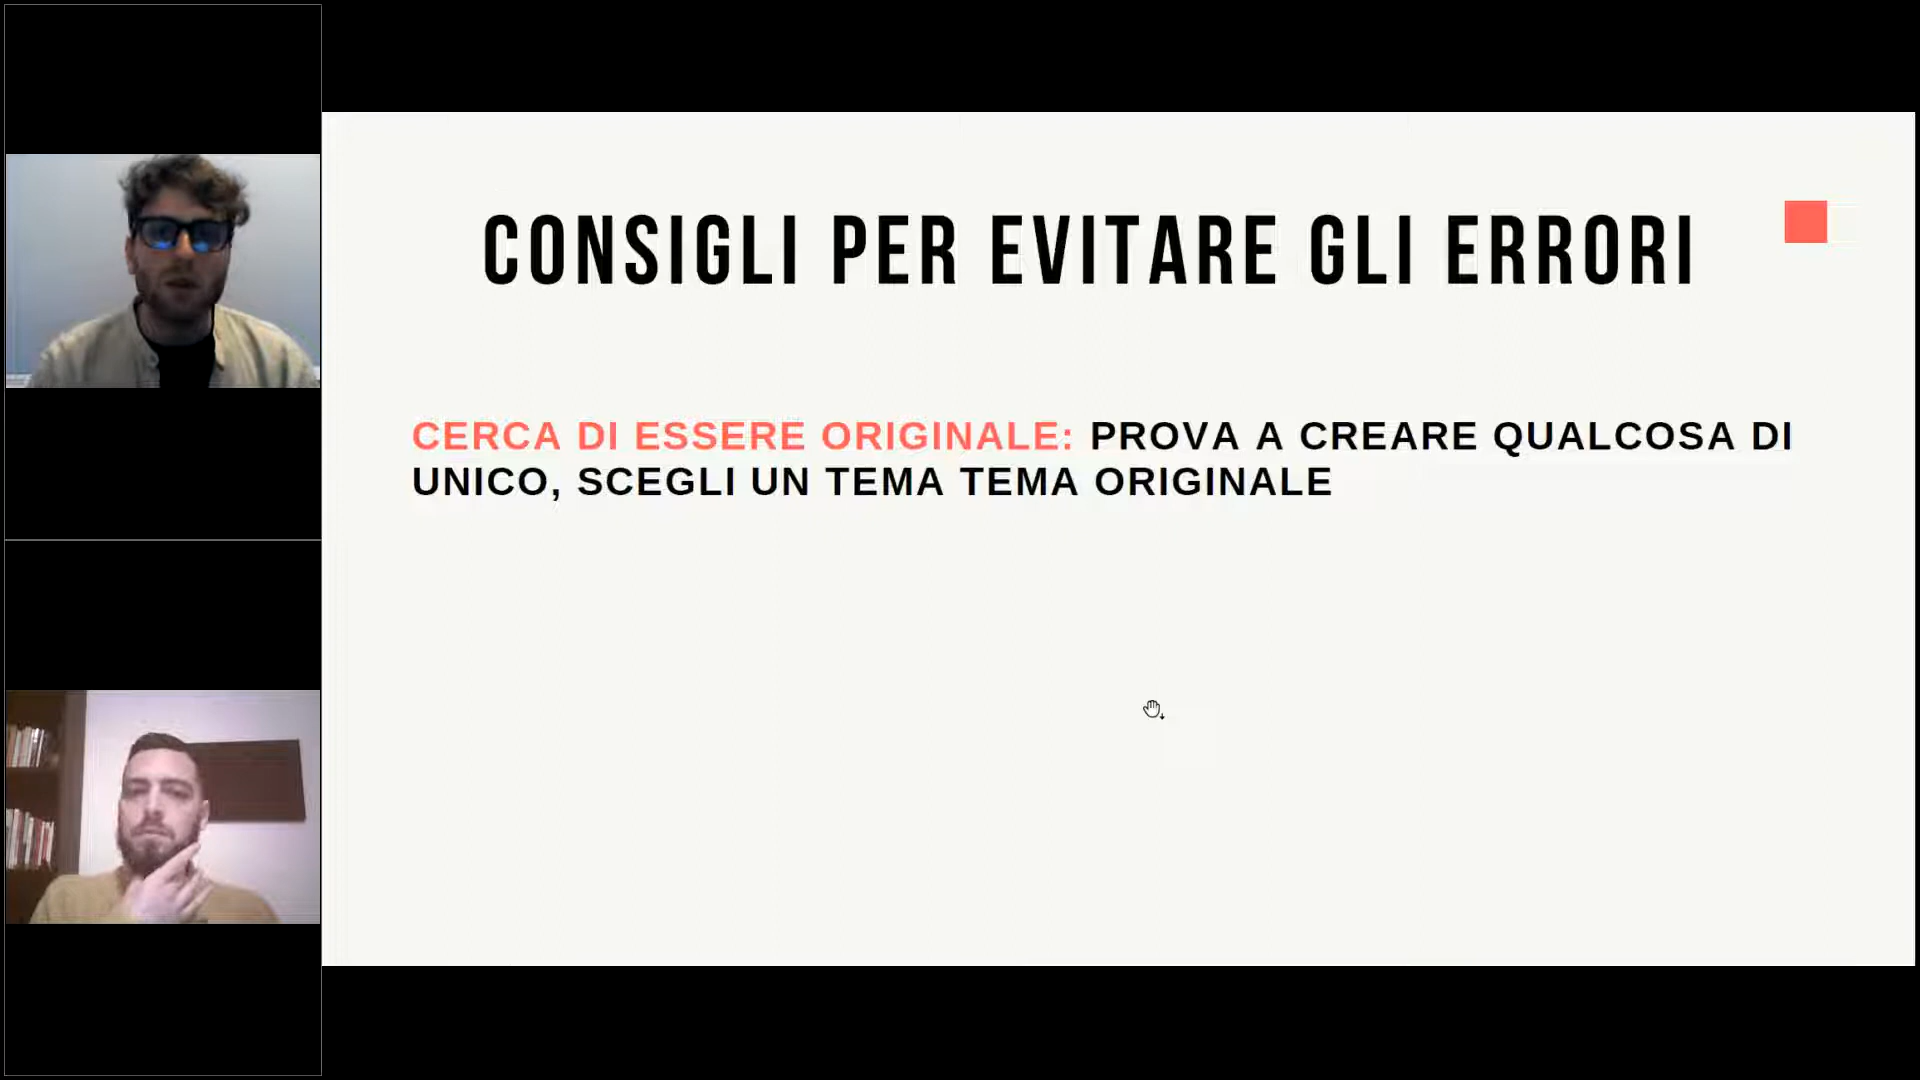 CONSIGLI PER EVITARE GLI ERRORI
CERCA DI ESSERE ORIGINALE: PROVA A CREARE QUALCOSA DI
UNICO, SCEGLI UN TEMA TEMA ORIGINALE